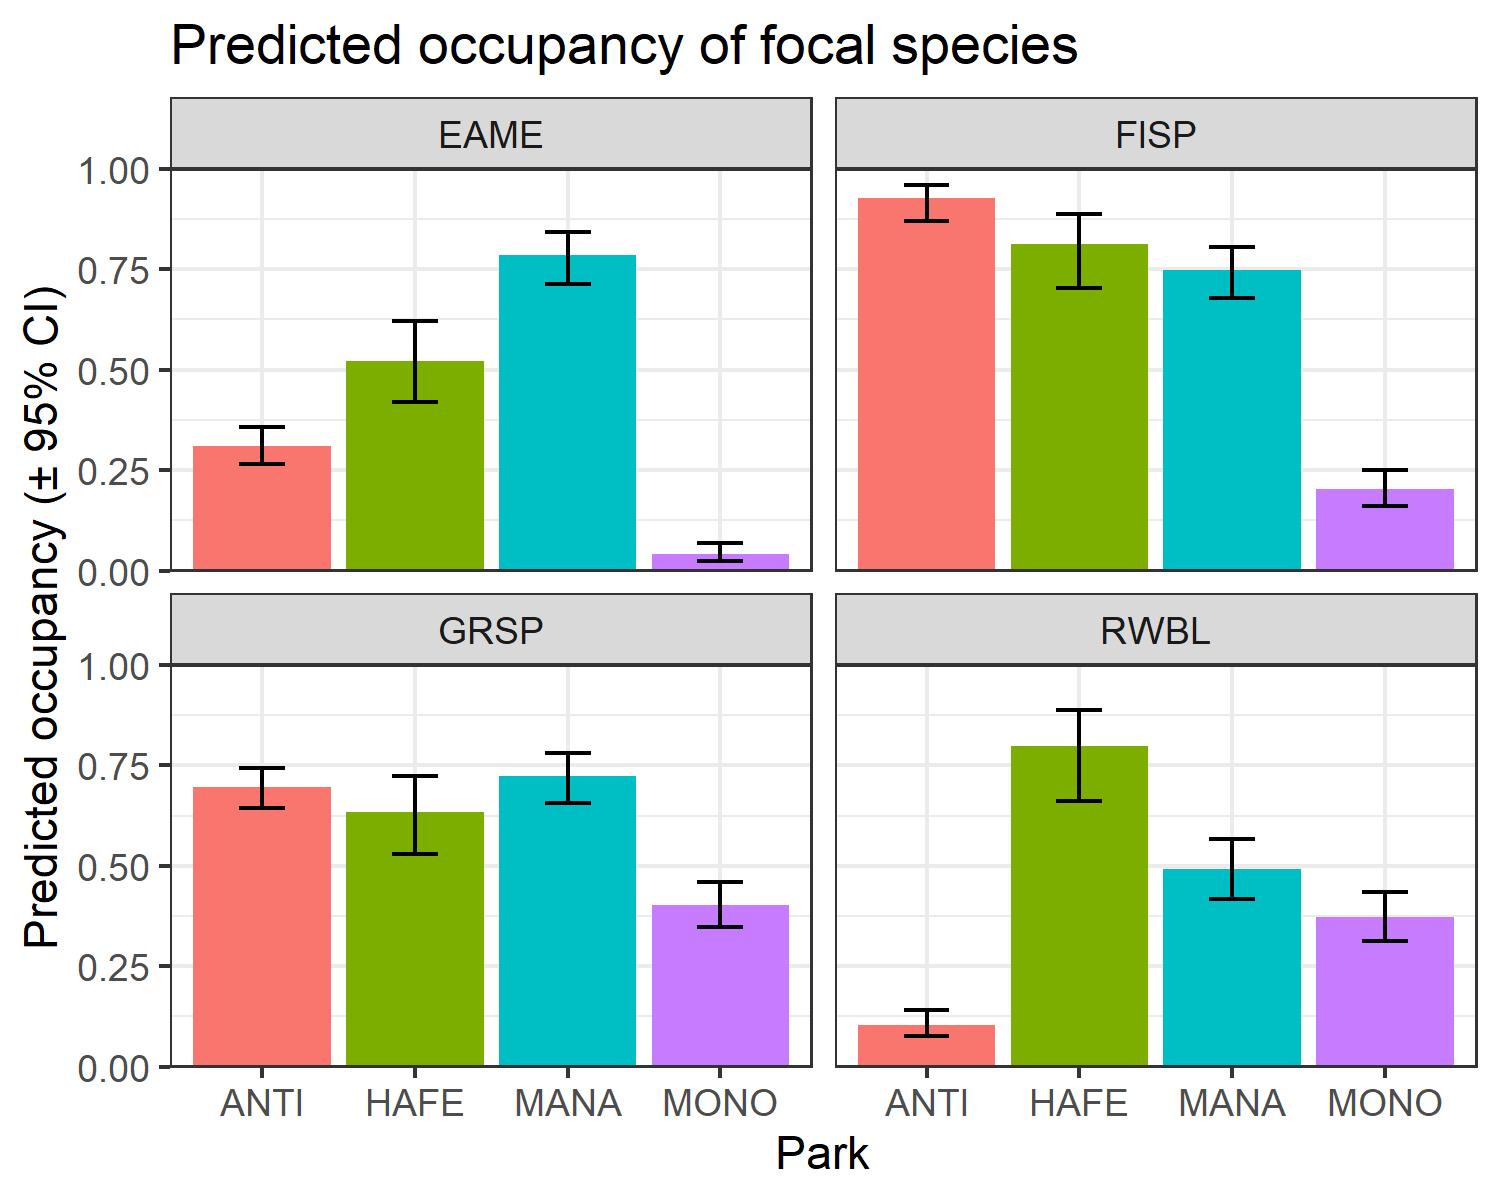 Predicted occupancy of focal species
EAME
FISP
1.00
0.75
0.50
0.25
0.00
GRSP
RWBL
1.00
0.75
0.50
0.25
0.00
Predicted occupancy (± 95% CI)
ANTI HAFE MANA MONO
ANTI HAFE MANA MONO
Park